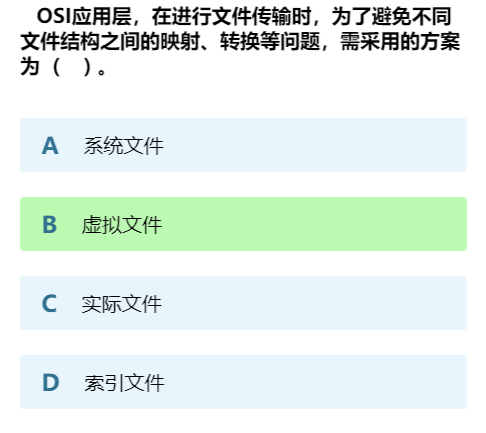 OSI应用层，在进行文件传输时，为了避免不同
文件结构之间的映射、转换等问题，需采用的方案
为（　）。
A 系统文件
B 虚拟文件
C 实际文件
D 索引文件